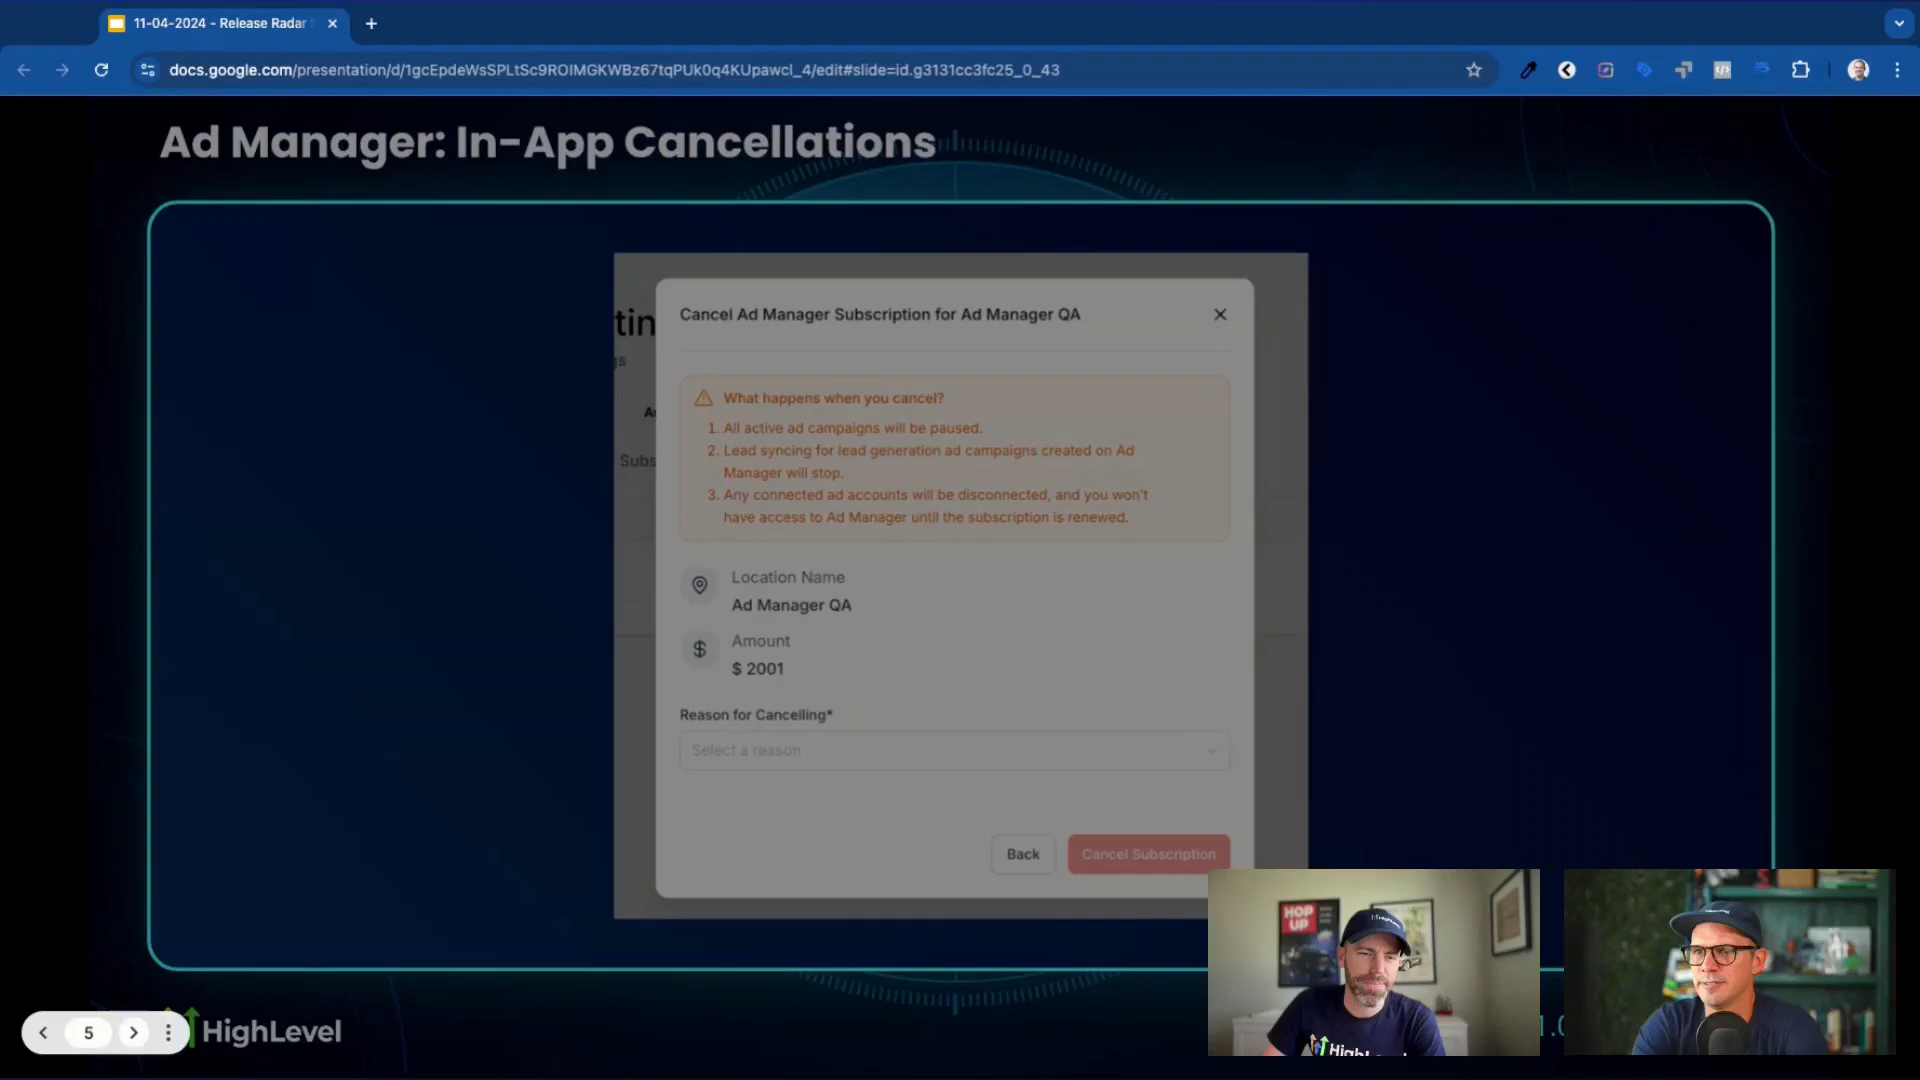 11-04-2024 - Release Radar
docs.google.com/presentation/d/1gcEpdeWsSPLtSc9ROIMGKWBz67tqPUk0q4KUpawcl_4/edit#slide=id.g3131cc3fc25_0_43
Ad Manager: In-App Cancellations
Cancel Ad Manager Subscription for Ad Manager QA
What happens when you cancel?
1. All active ad campaigns will be paused.
2. Lead syncing for lead generation ad campaigns created on Ad
Manager will stop.
3. Any connected ad accounts will be disconnected, and you won't
have access to Ad Manager until the subscription is renewed.
Location Name
Ad Manager QA
Amount
$ 2001
Reason for Cancelling*
Select a reason
Back
Cancel Subscription
HOP
UP
5
HighLevel